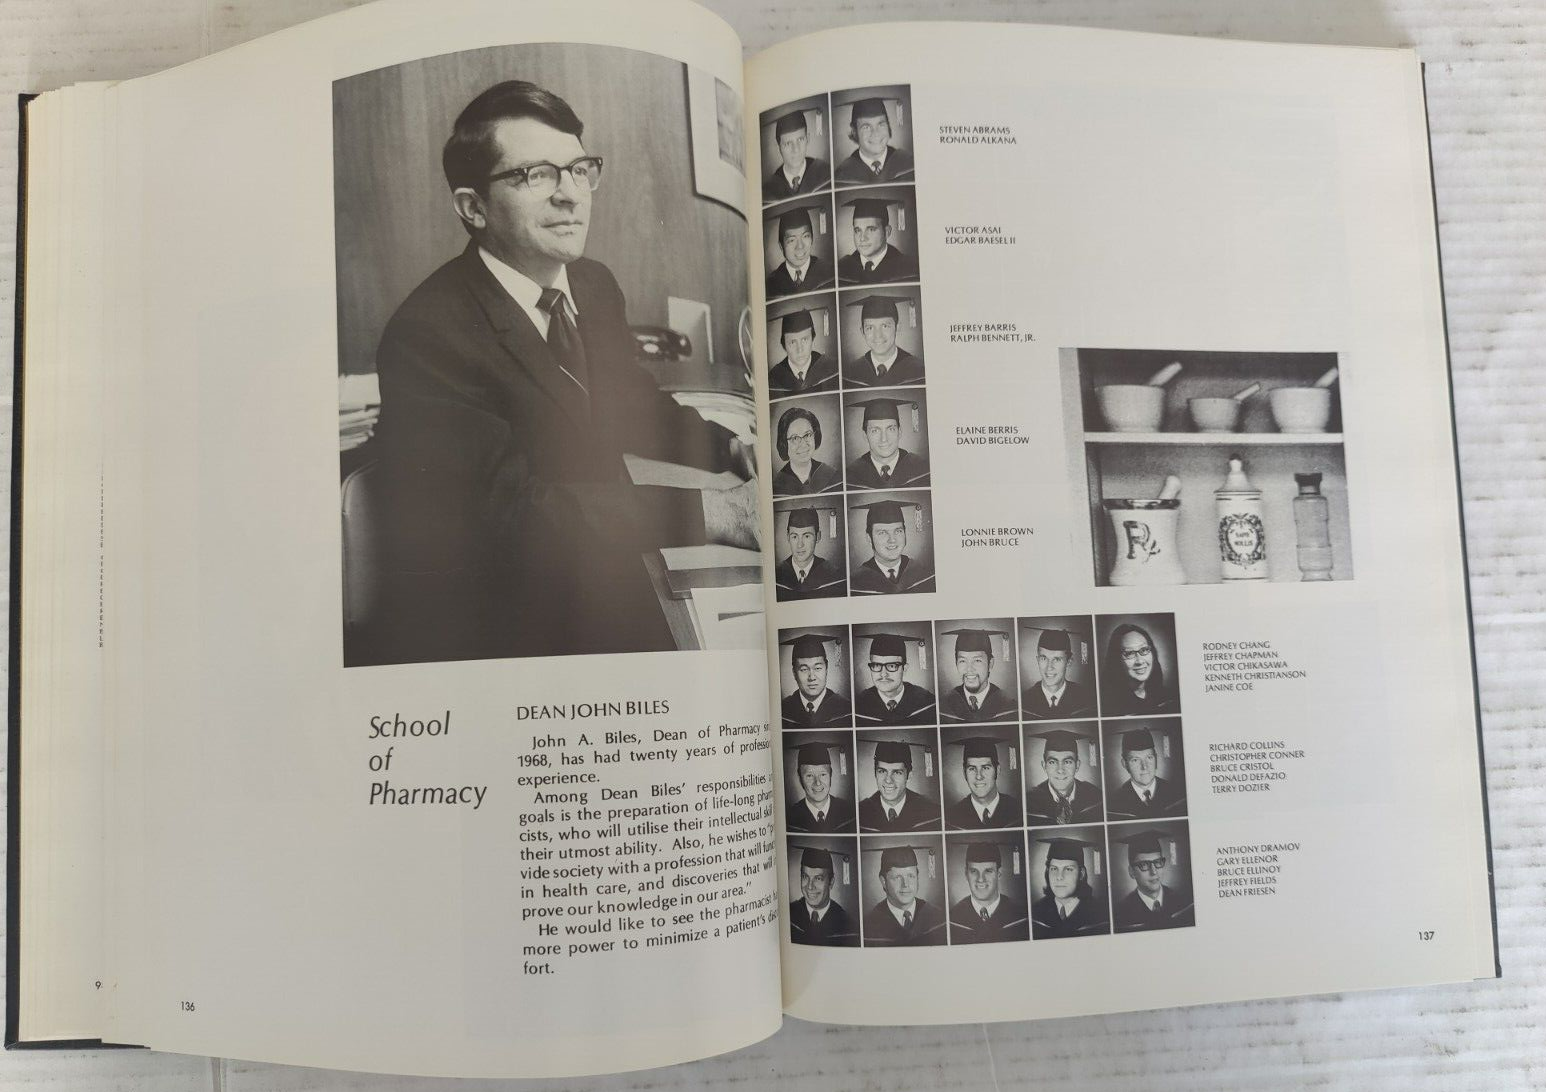 School
of
Pharmacy
DEAN JOHN BILES
John A. Biles, Dean of Pharmacy
1968, has had twenty years of
experience.
Among Dean Biles' responsibilities
goals is the preparation of life-long
cists, who will utilise their intellectual
their utmost ability. Also, he wishes to
vide society with a profession that will
in health care, and discoveries that
prove our knowledge in our area."
He would like to see the pharmacist
more power to minimize a patient's
fort.
136
STEVEN ABRAMS
RONALD ALKANA
VICTOR ASAI
EDGAR BAESEL II
JEFFREY BARRIS
RALPH BENNETT, JR.
ELAINE BERRIS
DAVID BIGELOW
LONNIE BROWN
JOHN BRUCE
RODNEY CHANG
JEFFREY CHAPMAN
VICTOR CHIKASAWA
KENNETH CHRISTIANSON
JANINE COE
RICHARD COLLINS
CHRISTOPHER CONNER
BRUCE CRISTOL
DONALD DEFAZIO
TERRY DOZIER
ANTHONY DRAMOV
GARY ELLENOR
BRUCE ELLINOY
JEFFREY FIELDS
DEAN FRIESEN
137